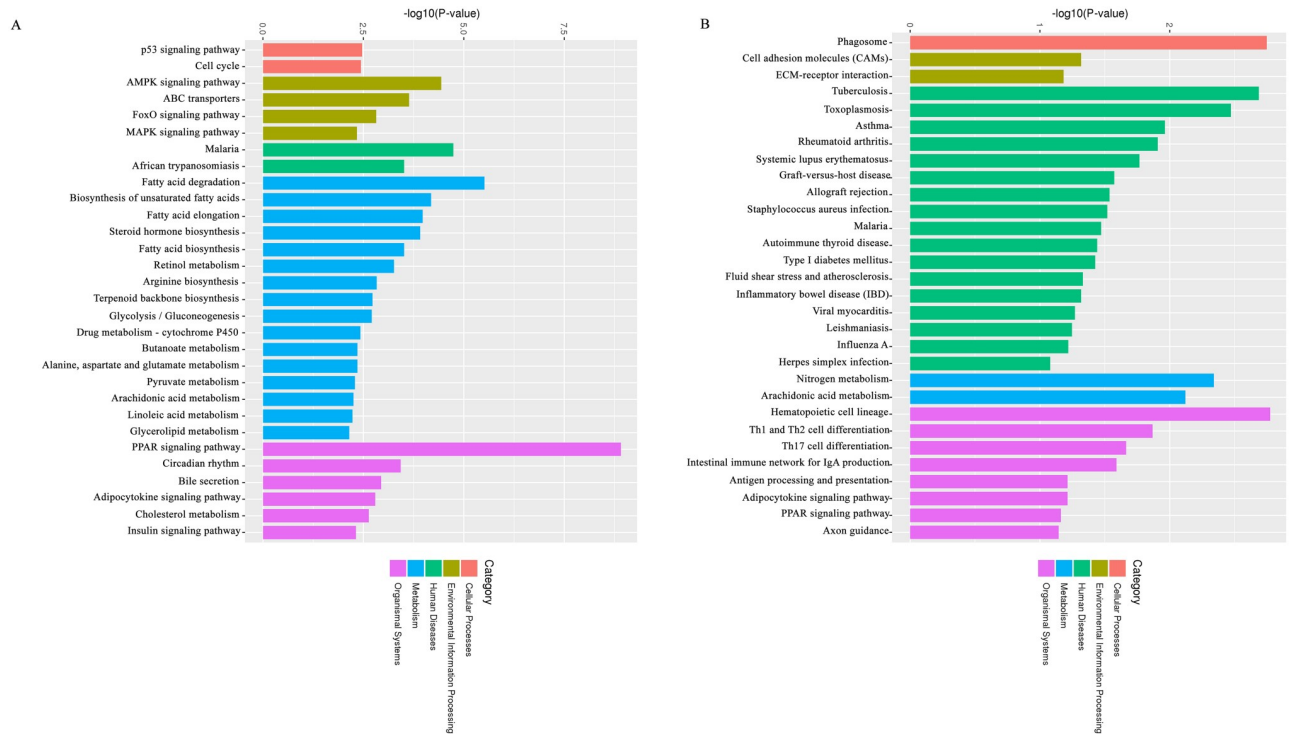 A
-log10(P-value)
0.0
2.5
5.0
7.5
p53 signaling pathway
Cell cycle
AMPK signaling pathway
ABC transporters
FoxO signaling pathway
MAPK signaling pathway
Malaria
African trypanosomiasis
Fatty acid degradation
Biosynthesis of unsaturated fatty acids
Fatty acid elongation
Steroid hormone biosynthesis
Fatty acid biosynthesis
Retinol metabolism
Arginine biosynthesis
Terpenoid backbone biosynthesis
Glycolysis / Gluconeogenesis
Drug metabolism - cytochrome P450
Butanoate metabolism
Alanine, aspartate and glutamate metabolism
Pyruvate metabolism
Arachidonic acid metabolism
Linoleic acid metabolism
Glycerolipid metabolism
PPAR signaling pathway
Circadian rhythm
Bile secretion
Adipocytokine signaling pathway
Cholesterol metabolism
Insulin signaling pathway
Category
Cellular Processes
Environmental Information Processing
Human Diseases
Metabolism
Organismal Systems
B
-log10(P-value)
0
1
2
Phagosome
Cell adhesion molecules (CAMs)
ECM-receptor interaction
Tuberculosis
Toxoplasmosis
Asthma
Rheumatoid arthritis
Systemic lupus erythematosus
Graft-versus-host disease
Allograft rejection
Staphylococcus aureus infection
Malaria
Autoimmune thyroid disease
Type I diabetes mellitus
Fluid shear stress and atherosclerosis
Inflammatory bowel disease (IBD)
Viral myocarditis
Leishmaniasis
Influenza A
Herpes simplex infection
Nitrogen metabolism
Arachidonic acid metabolism
Hematopoietic cell lineage
Th1 and Th2 cell differentiation
Th17 cell differentiation
Intestinal immune network for IgA production
Antigen processing and presentation
Adipocytokine signaling pathway
PPAR signaling pathway
Axon guidance
Category
Cellular Processes
Environmental Information Processing
Human Diseases
Metabolism
Organismal Systems